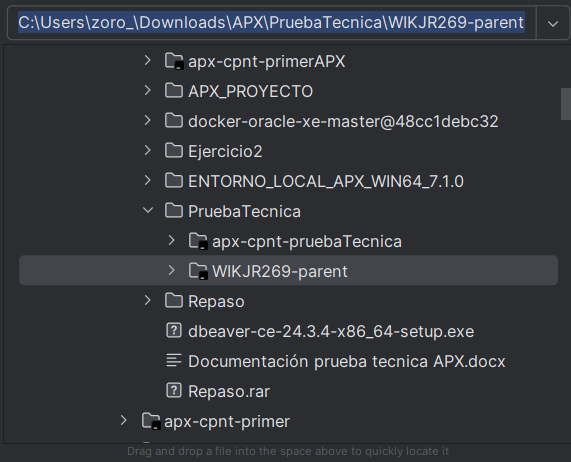 C:\Users\zoro_\Downloads\APX\PruebaTecnica\WIKJR269-parent
apx-cpnt-primerAPX
APX_PROYECTO
docker-oracle-xe-master@48cc1debc32
Ejercicio2
ENTORNO_LOCAL_APX_WIN64_7.1.0
PruebaTecnica
apx-cpnt-pruebaTecnica
WIKJR269-parent
Repaso
dbeaver-ce-24.3.4-x86_64-setup.exe
Documentación prueba tecnica APX.docx
Repaso.rar
apx-cpnt-primer
Drag and drop a file into the space above to quickly locate it